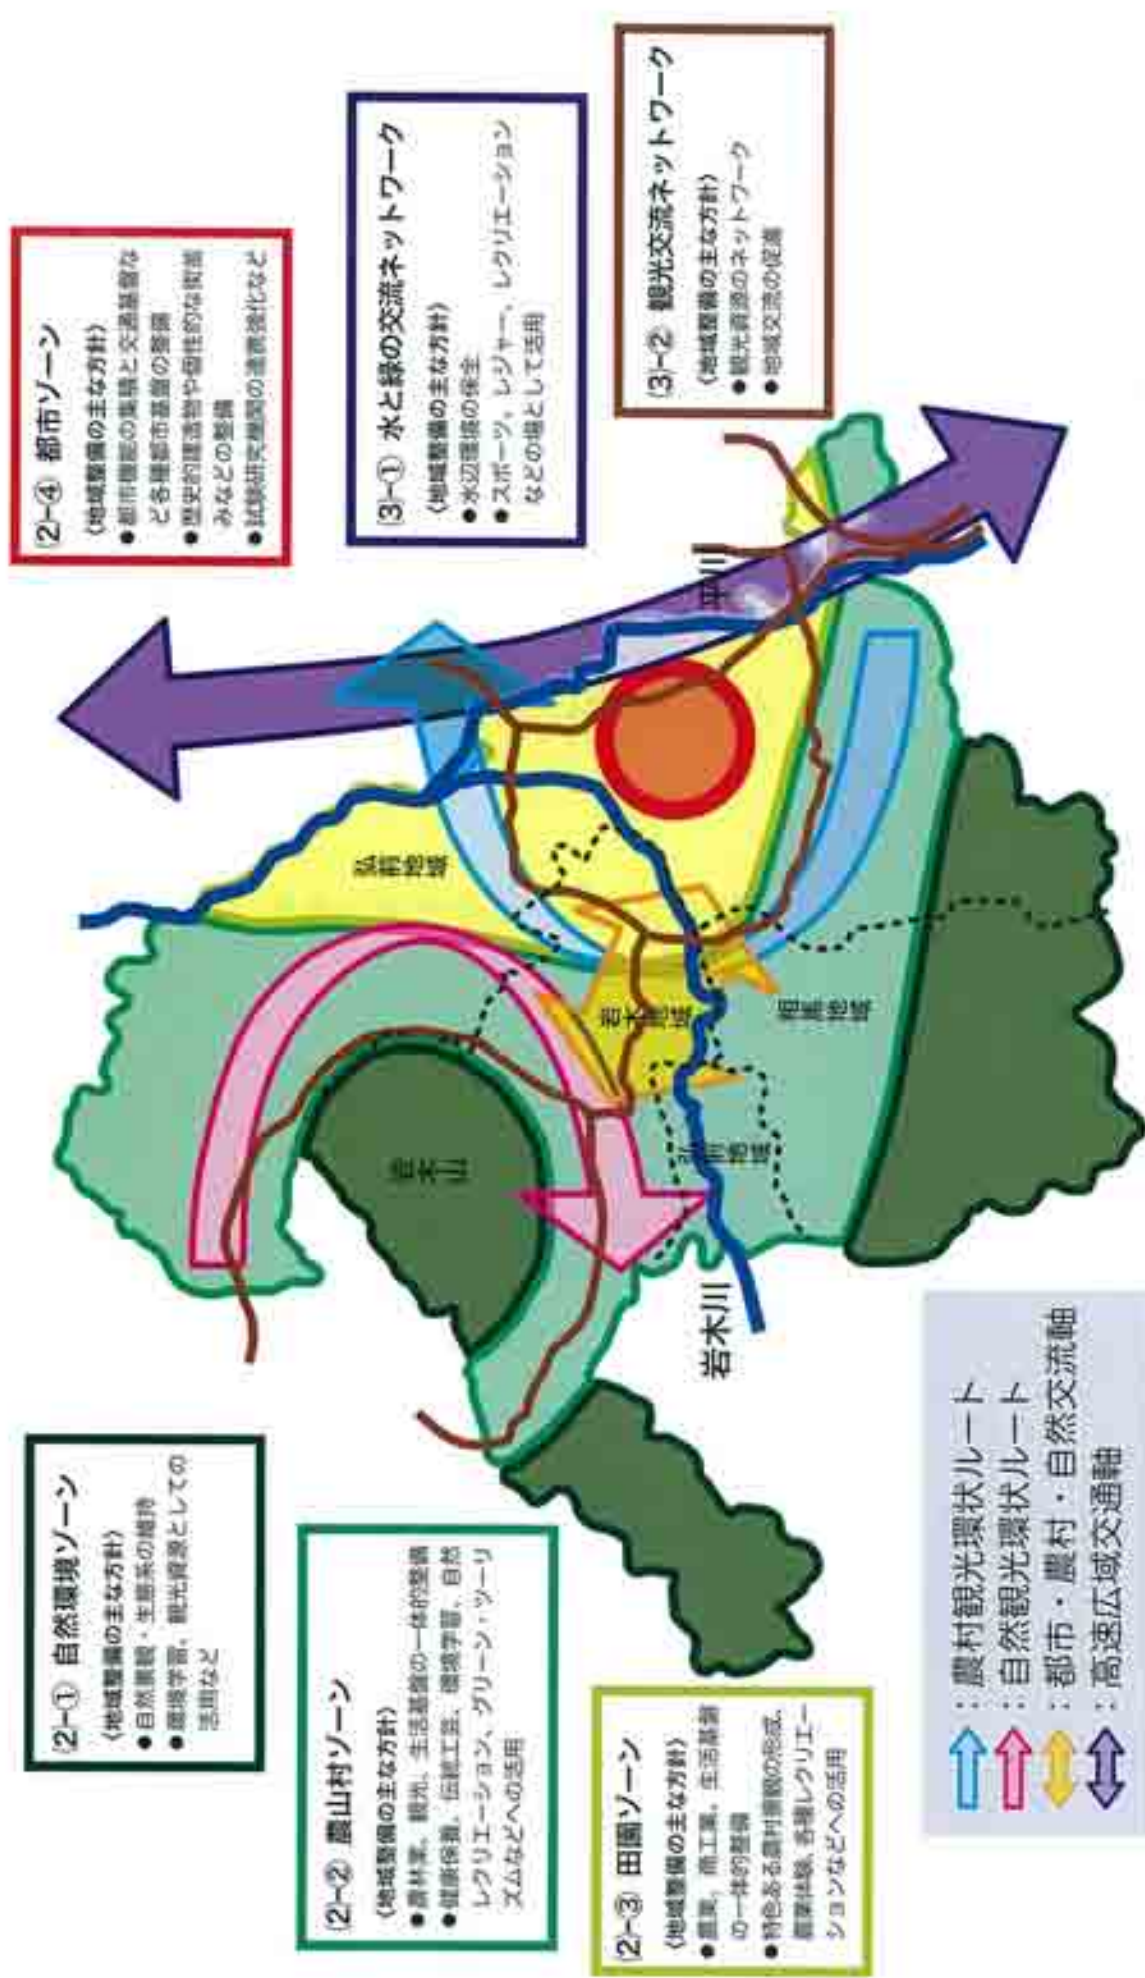 (2)-① 自然環境ゾーン
〈地域整備の主な方針〉
●自然景観・生態系の維持
●環境学習、観光資源としての
活用など
(2)-② 農山村ゾーン
〈地域整備の主な方針〉
●農林業、観光、生活基盤の一体的整備
●健康保養、伝統工芸、環境学習、自然
レクリエーション、グリーン・ツーリ
ズムなどへの活用
(2)-③ 田園ゾーン
〈地域整備の主な方針〉
●農業、商工業、生活基盤
の一体的整備
●特色ある農村景観の形成、
農業体験、各種レクリエー
ションなどへの活用
(2)-④ 都市ゾーン
〈地域整備の主な方針〉
●都市機能の集積と交通基盤な
ど各種都市基盤の整備
●歴史的建造物や個性的な街並
みなどの整備
●試験研究機関の連携強化など
(3)-① 水と緑の交流ネットワーク
〈地域整備の主な方針〉
●水辺環境の保全
●スポーツ、レジャー、レクリエーション
などの場として活用
(3)-② 観光交流ネットワーク
〈地域整備の主な方針〉
●観光資源のネットワーク
●地域交流の促進
弘前地域
岩木山
岩木地域
相馬地域
弘前地域
平川
岩木川
：農村観光環状ルート
：自然観光環状ルート
：都市・農村・自然交流軸
：高速広域交通軸